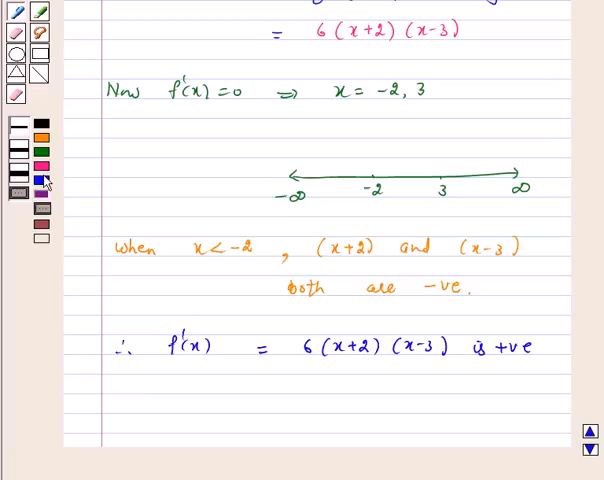 = 6 (x+2) (x-3)
Now f'(x) = 0 ⇒ x = -2, 3
-∞ -2 3 ∞
when x < -2 , (x+2) and (x-3)
both are -ve.
∴ f'(x) = 6 (x+2) (x-3) is +ve